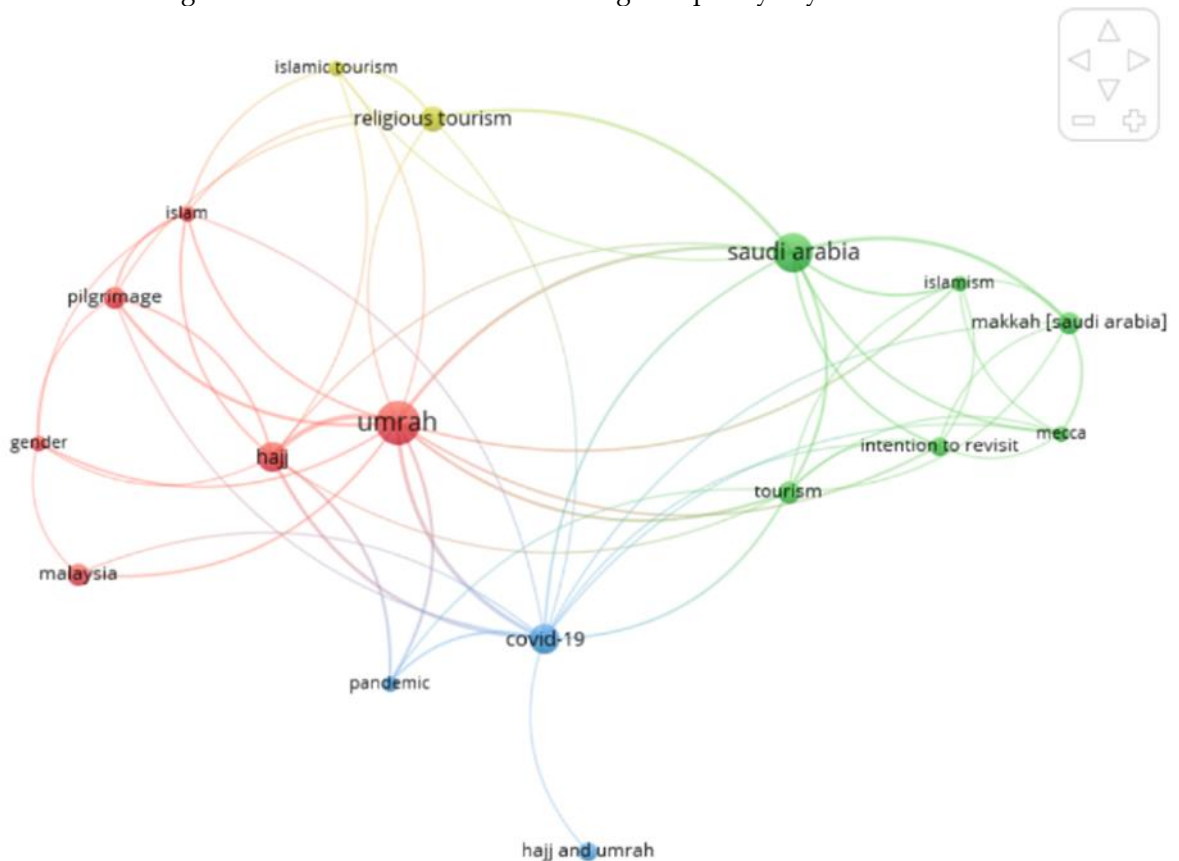 islamic tourism
religious tourism
islam
saudi arabia
islamism
pilgrimage
makkah [saudi arabia]
umrah
gender
hajj
intention to revisit
mecca
tourism
malaysia
covid-19
pandemic
hajj and umrah